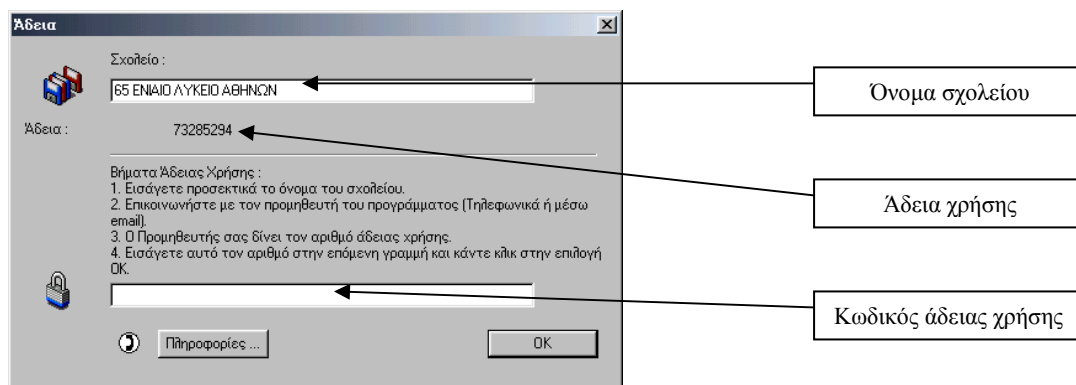 Άδεια
Σχολείο :
65 ΕΝΙΑΙΟ ΛΥΚΕΙΟ ΑΘΗΝΩΝ
Όνομα σχολείου
Άδεια : 73285294
Άδεια χρήσης
Βήματα Άδειας Χρήσης :
1. Εισάγετε προσεκτικά το όνομα του σχολείου.
2. Επικοινωνήστε με τον προμηθευτή του προγράμματος (Τηλεφωνικά ή μέσω
email).
3. Ο Προμηθευτής σας δίνει τον αριθμό άδειας χρήσης.
4. Εισάγετε αυτό τον αριθμό στην επόμενη γραμμή και κάντε κλικ στην επιλογή
ΟΚ.
Κωδικός άδειας χρήσης
Πληροφορίες ...
OK